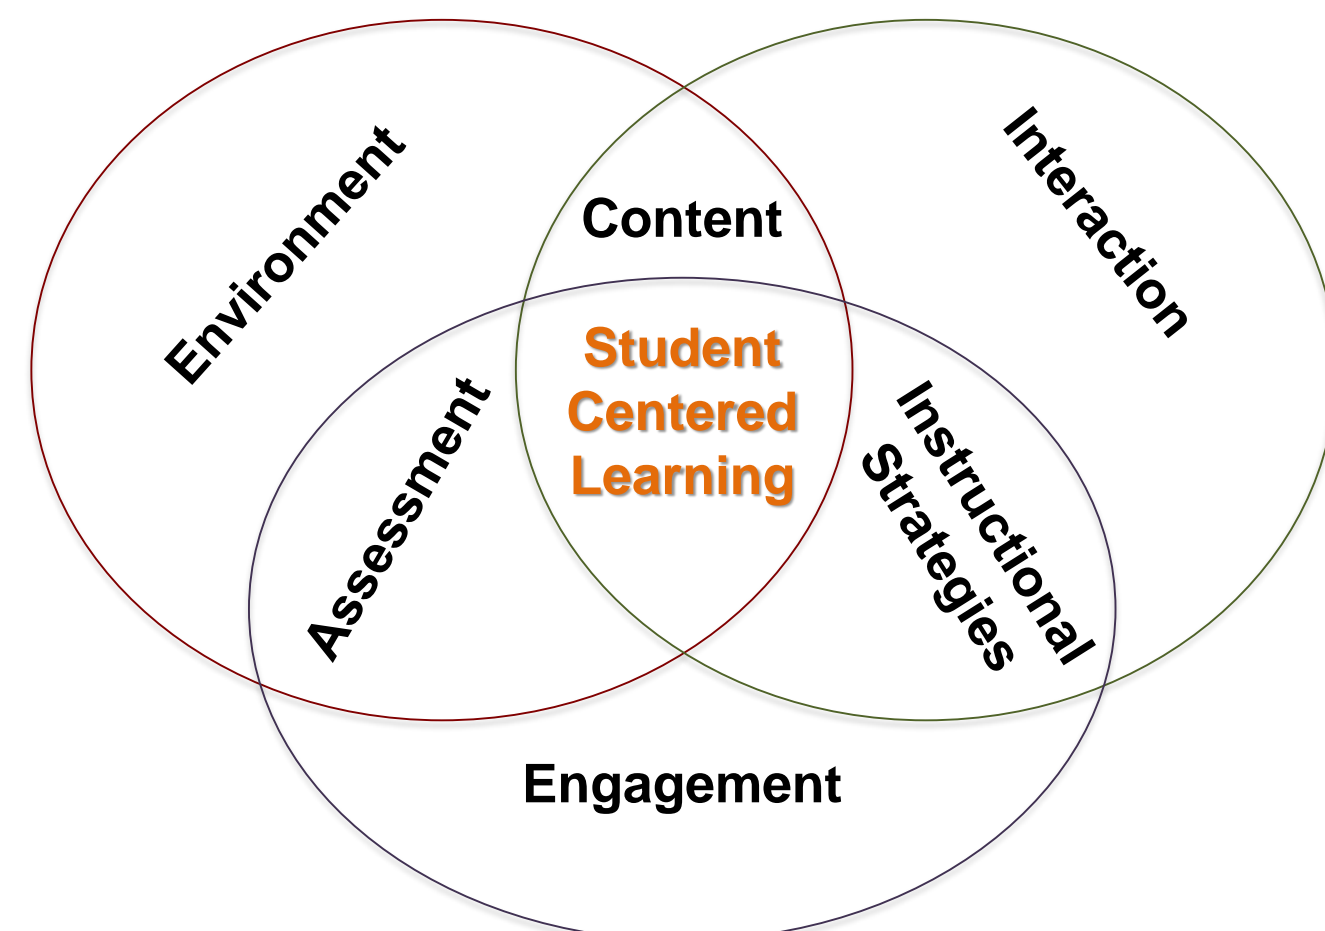 Environment
Interaction
Content
Student
Centered
Learning
Assessment
Instructional
Strategies
Engagement